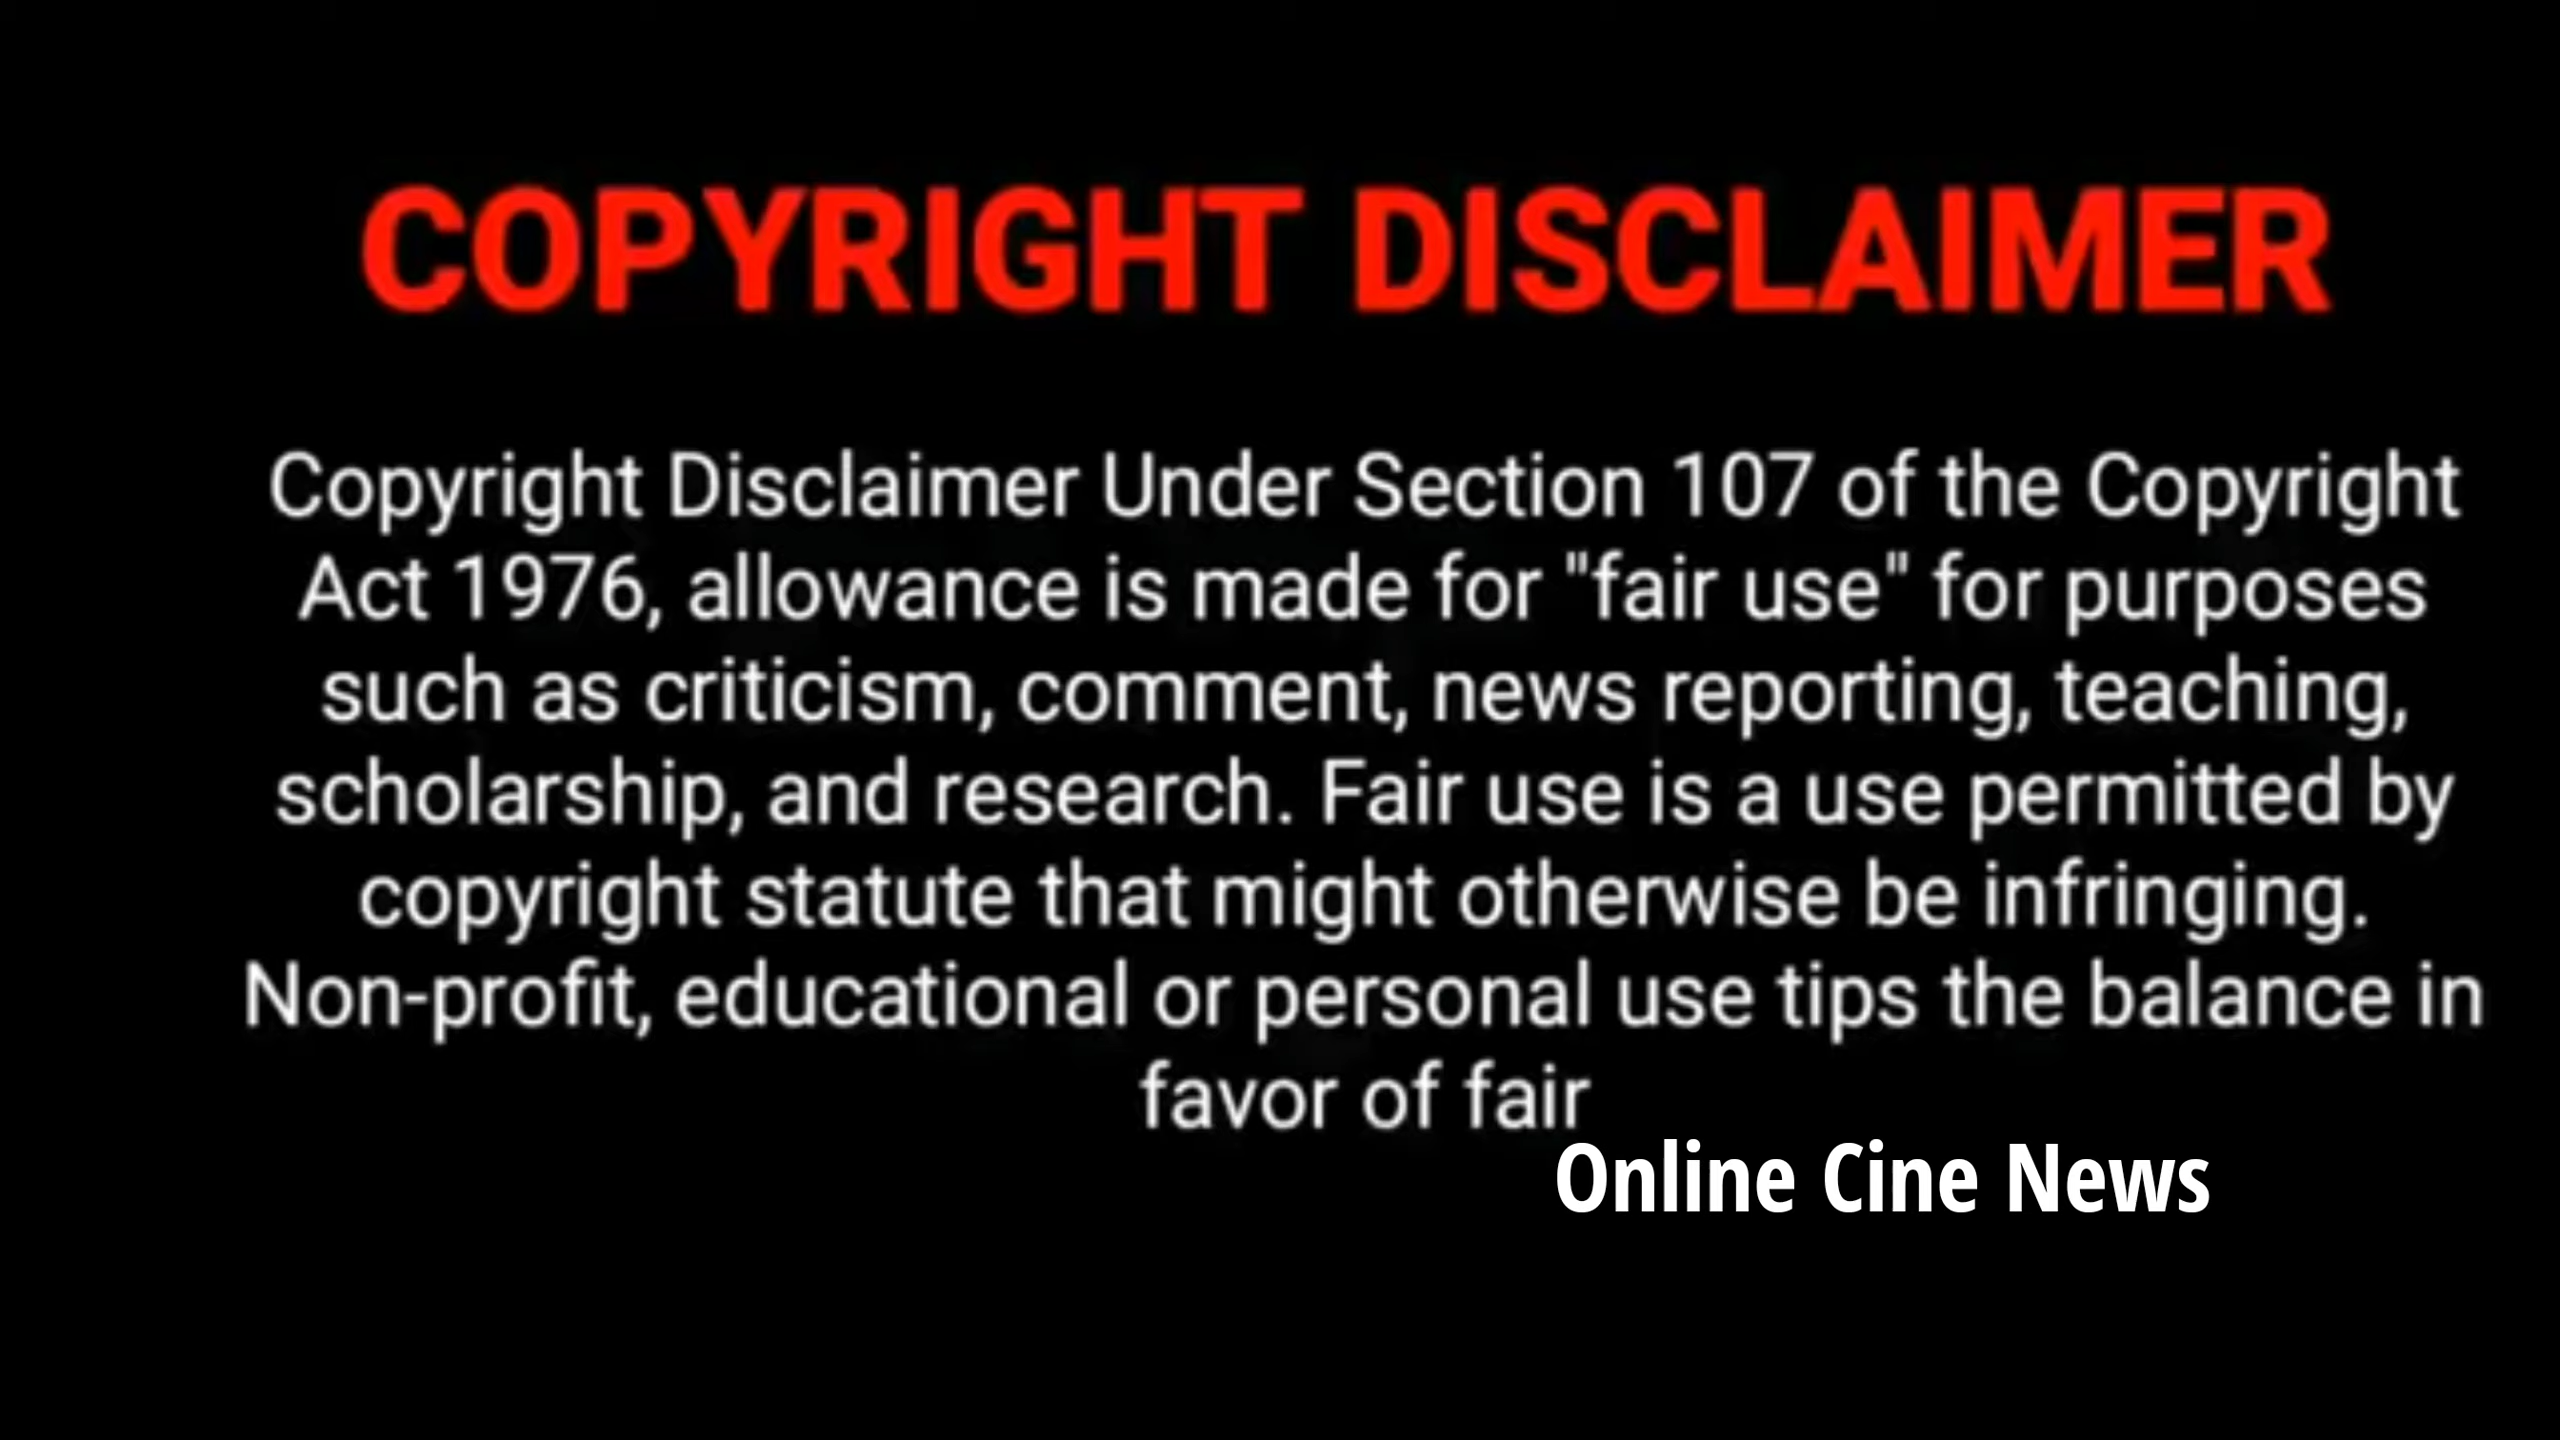 COPYRIGHT DISCLAIMER
Copyright Disclaimer Under Section 107 of the Copyright
Act 1976, allowance is made for "fair use" for purposes
such as criticism, comment, news reporting, teaching,
scholarship, and research. Fair use is a use permitted by
copyright statute that might otherwise be infringing.
Non-profit, educational or personal use tips the balance in
favor of fair
Online Cine News